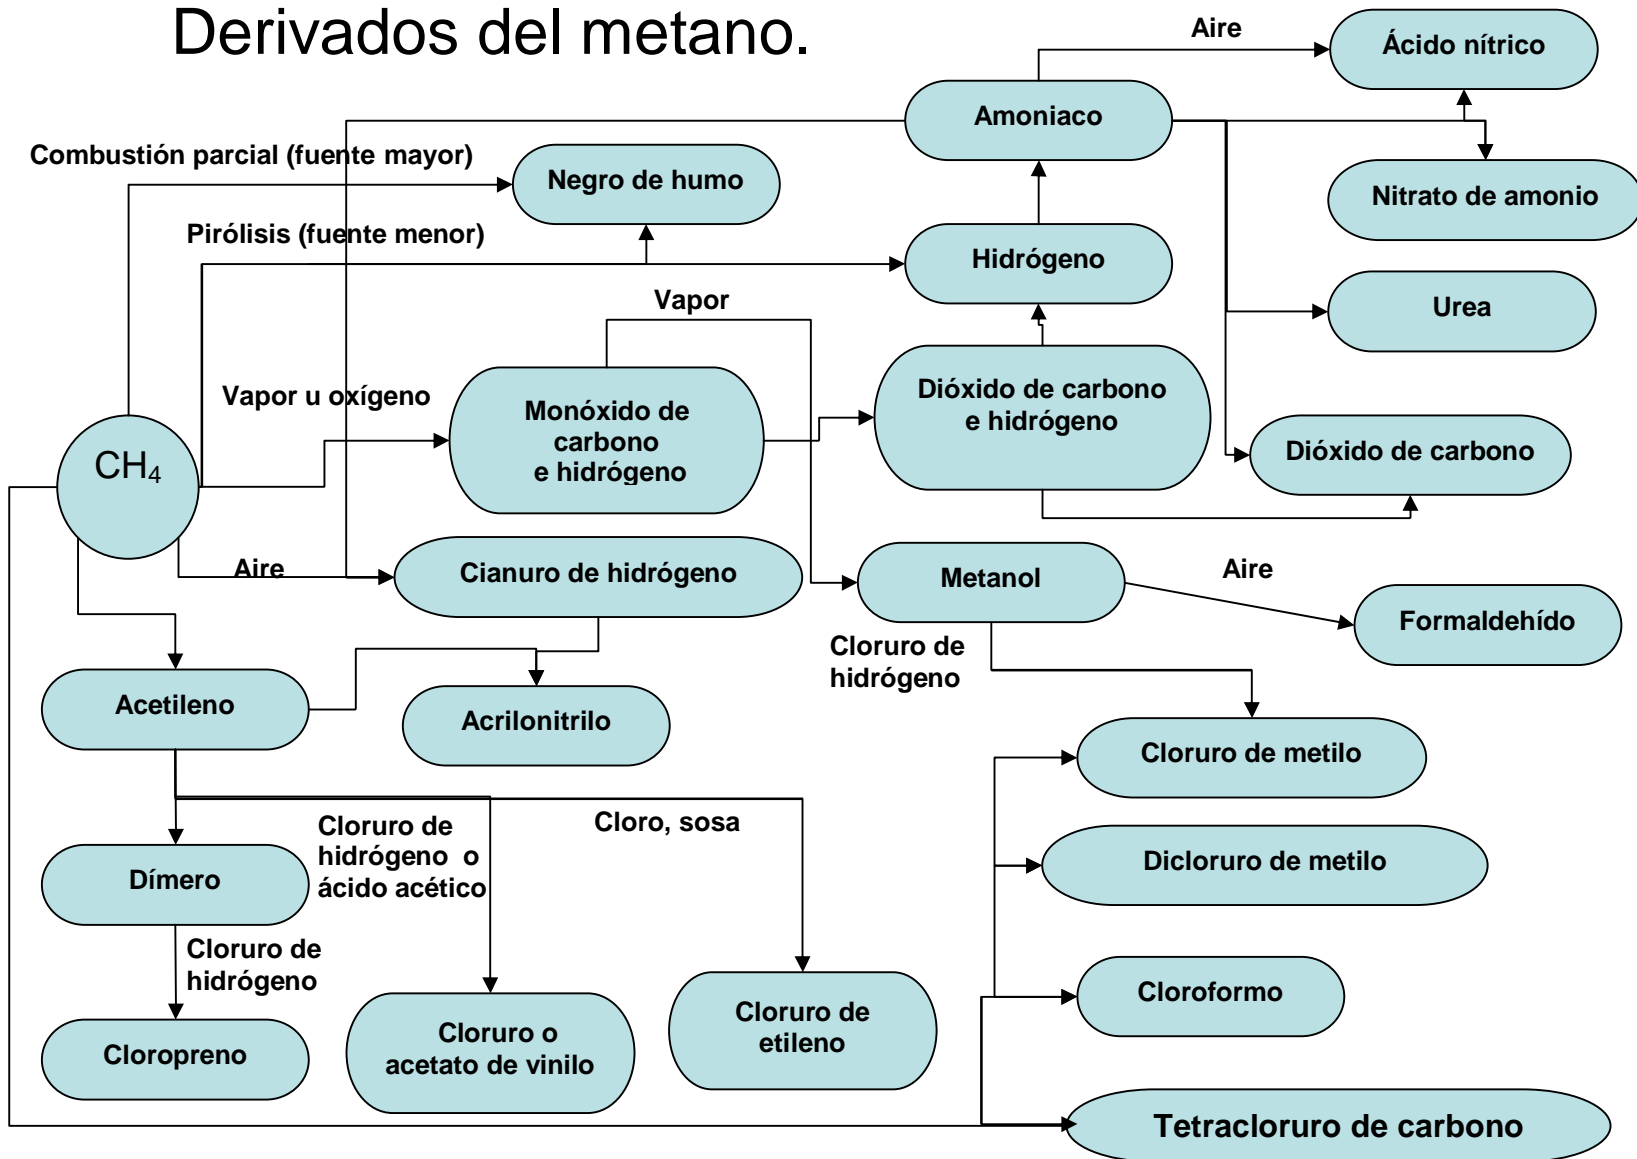 Derivados del metano.
Aire
Ácido nítrico
Amoniaco
Combustión parcial (fuente mayor)
Negro de humo
Nitrato de amonio
Pirólisis (fuente menor)
Hidrógeno
Vapor
Urea
Vapor u oxígeno
Monóxido de
carbono
e hidrógeno
Dióxido de carbono
e hidrógeno
Dióxido de carbono
CH₄
Aire
Cianuro de hidrógeno
Metanol
Aire
Formaldehído
Cloruro de
hidrógeno
Acetileno
Acrilonitrilo
Cloruro de metilo
Cloruro de
hidrógeno o
ácido acético
Cloro, sosa
Dímero
Dicloruro de metilo
Cloruro de
hidrógeno
Cloroformo
Cloropreno
Cloruro o
acetato de vinilo
Cloruro de
etileno
Tetracloruro de carbono